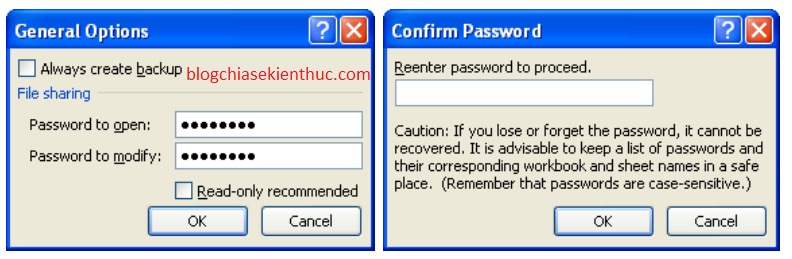 General Options
Always create backup
blogchiasekienthuc.com
File sharing
Password to open:
Password to modify:
Read-only recommended
OK
Cancel
Confirm Password
Reenter password to proceed.
Caution: If you lose or forget the password, it cannot be
recovered. It is advisable to keep a list of passwords and
their corresponding workbook and sheet names in a safe
place. (Remember that passwords are case-sensitive.)
OK
Cancel